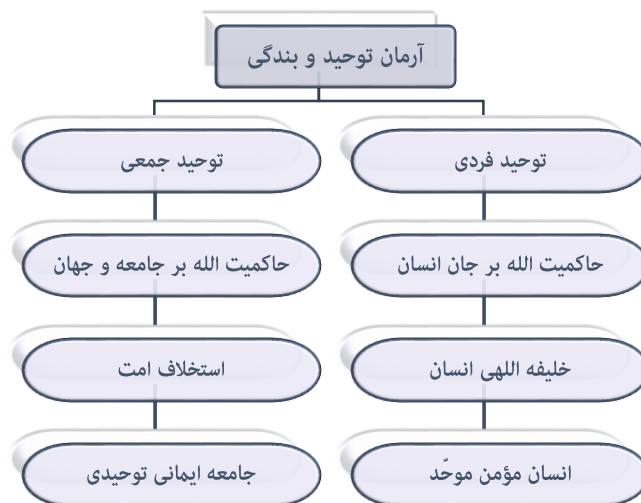 آرمان توحید و بندگی
توحید فردی
توحید جمعی
حاکمیت الله بر جان انسان
حاکمیت الله بر جامعه و جهان
خلیفه اللهی انسان
استخلاف امت
انسان مؤمن موحّد
جامعه ایمانی توحیدی